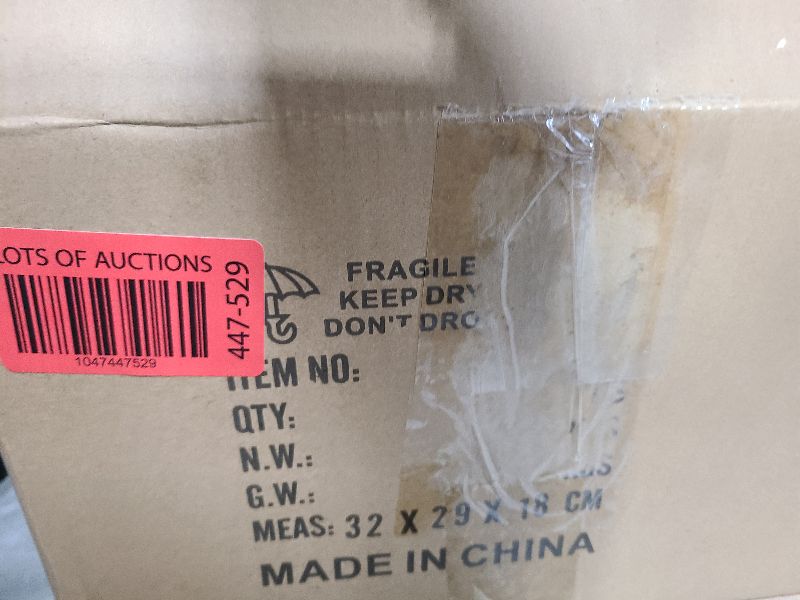 LOTS OF AUCTIONS
447-529
1047447529
FRAGILE
KEEP DRY
DON'T DRO
ITEM NO:
QTY:
N.W.:
G.W.:
MEAS: 32 X 29 X 18 CM
MADE IN CHINA